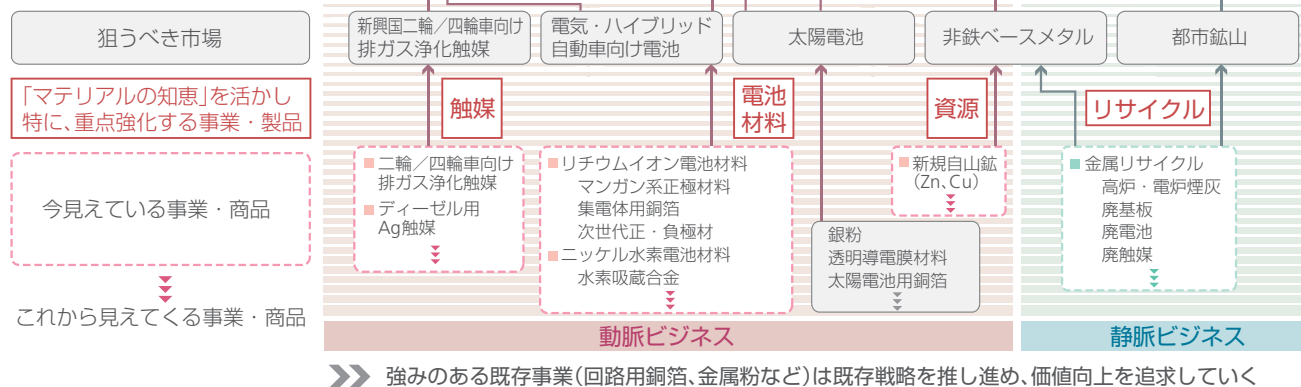 狙うべき市場
新興国二輪／四輪車向け
排ガス浄化触媒
電気・ハイブリッド
自動車向け電池
太陽電池
非鉄ベースメタル
都市鉱山
「マテリアルの知恵」を活かし
特に、重点強化する事業・製品
触媒
電池
材料
資源
リサイクル
今見えている事業・商品
二輪／四輪車向け
排ガス浄化触媒
ディーゼル用
Ag触媒
リチウムイオン電池材料
マンガン系正極材料
集電体用銅箔
次世代正・負極材
ニッケル水素電池材料
水素吸蔵合金
銀粉
透明導電膜材料
太陽電池用銅箔
新規自山鉱
（Zn、Cu）
金属リサイクル
高炉・電炉煙灰
廃基板
廃電池
廃触媒
これから見えてくる事業・商品
動脈ビジネス
静脈ビジネス
強みのある既存事業（回路用銅箔、金属粉など）は既存戦略を推し進め、価値向上を追求していく